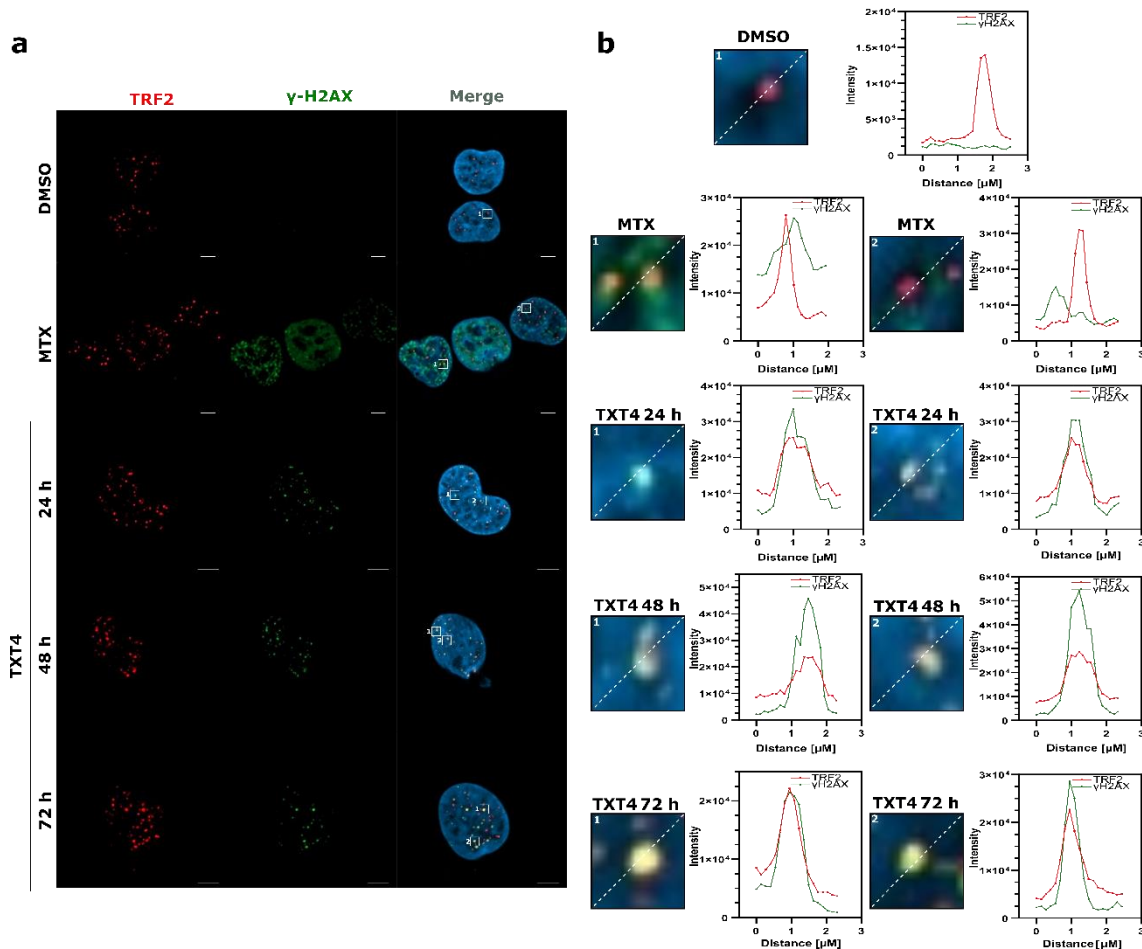 a
TRF2 γ-H2AX Merge
DMSO
1
MTX
2
1
TXT4
24 h
1
2
48 h
1
2
72 h
1
2
b
DMSO
1
TRF2
γH2AX
Intensity
2×10⁴
1.5×10⁴
1×10⁴
5×10³
0
0 1 2 3
Distance [µM]
MTX
1
TRF2
γH2AX
Intensity
3×10⁴
2×10⁴
1×10⁴
0
0 1 2 3
Distance [µM]
MTX
2
TRF2
γH2AX
Intensity
4×10⁴
3×10⁴
2×10⁴
1×10⁴
0
0 1 2 3
Distance [µM]
TXT4 24 h
1
TRF2
γH2AX
Intensity
4×10⁴
3×10⁴
2×10⁴
1×10⁴
0
0 1 2 3
Distance [µM]
TXT4 24 h
2
TRF2
γH2AX
Intensity
4×10⁴
3×10⁴
2×10⁴
1×10⁴
0
0 1 2 3
Distance [µM]
TXT4 48 h
1
TRF2
γH2AX
Intensity
5×10⁴
4×10⁴
3×10⁴
2×10⁴
1×10⁴
0
0 1 2 3
Distance [µM]
TXT4 48 h
2
TRF2
γH2AX
Intensity
6×10⁴
5×10⁴
4×10⁴
3×10⁴
2×10⁴
1×10⁴
0
0 1 2 3
Distance [µM]
TXT4 72 h
1
TRF2
γH2AX
Intensity
2×10⁴
1×10⁴
0
0 1 2 3
Distance [µM]
TXT4 72 h
2
TRF2
γH2AX
Intensity
3×10⁴
2×10⁴
1×10⁴
0
0 1 2 3
Distance [µM]